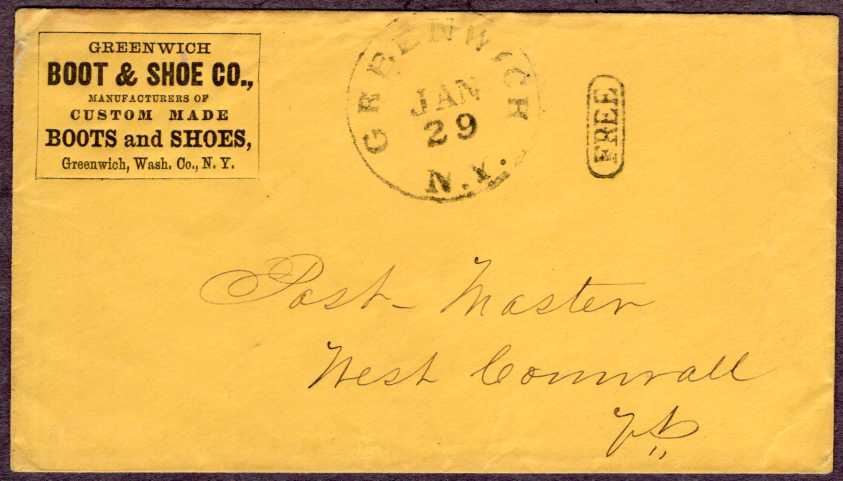 GREENWICH
BOOT & SHOE CO.,
MANUFACTURERS OF
CUSTOM MADE
BOOTS and SHOES,
Greenwich, Wash. Co., N. Y.
GREENWICH
JAN
29
N.Y.
FREE
Post-Master
West Cornwall
Vt